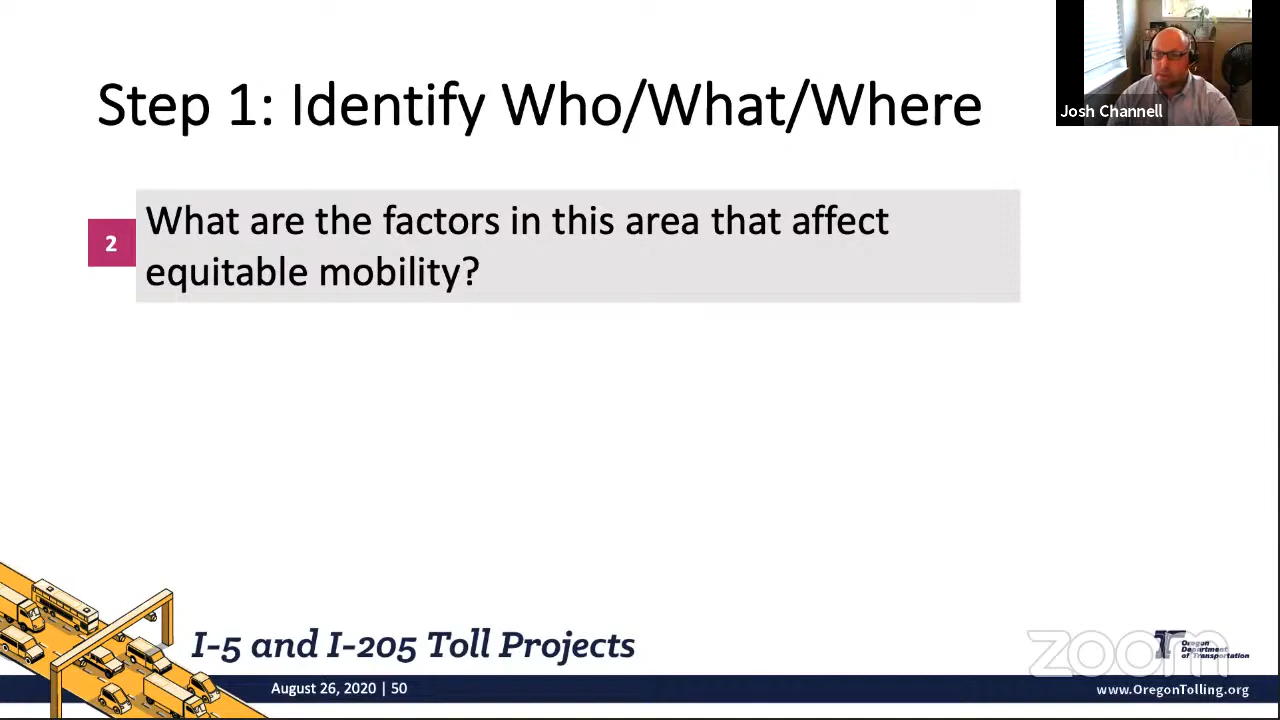 Step 1: Identify Who/What/Where
Josh Channell
2
What are the factors in this area that affect
equitable mobility?
I-5 and I-205 Toll Projects
zoom
Oregon
Department
of Transportation
August 26, 2020 | 50
www.OregonTolling.org